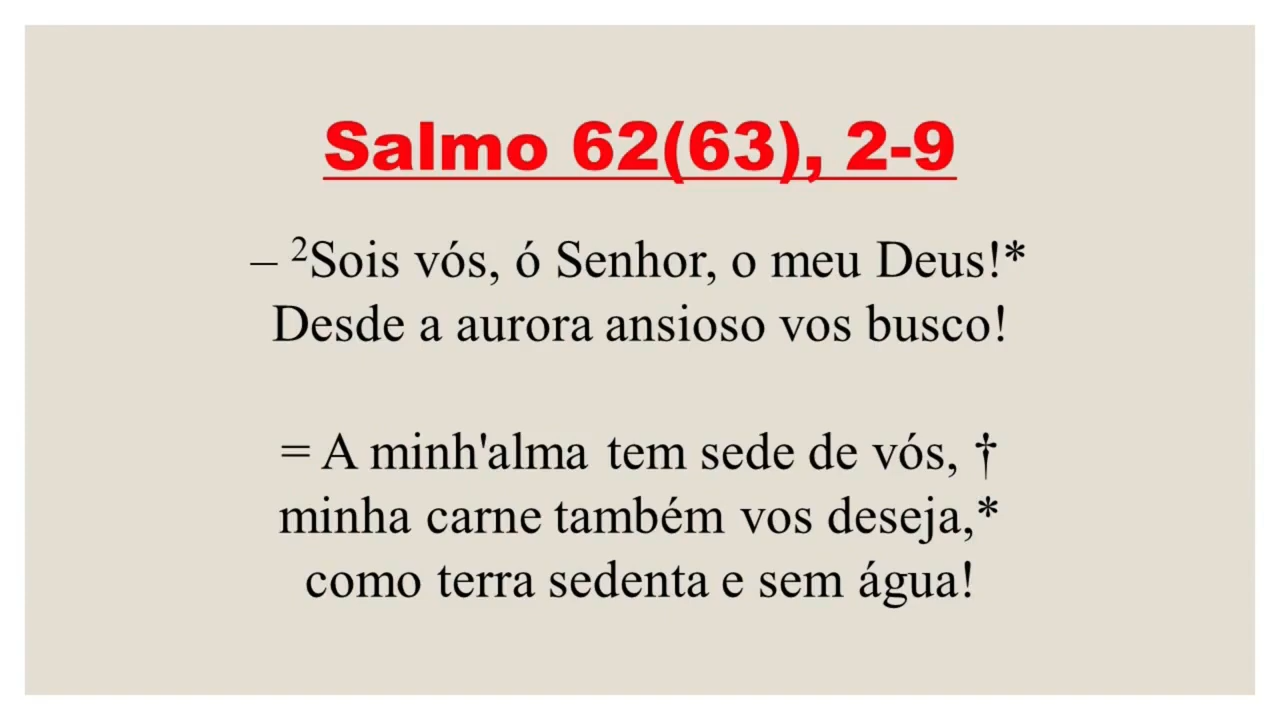 Salmo 62(63), 2-9
– ²Sois vós, ó Senhor, o meu Deus!*
Desde a aurora ansioso vos busco!
= A minh'alma tem sede de vós, †
minha carne também vos deseja,*
como terra sedenta e sem água!